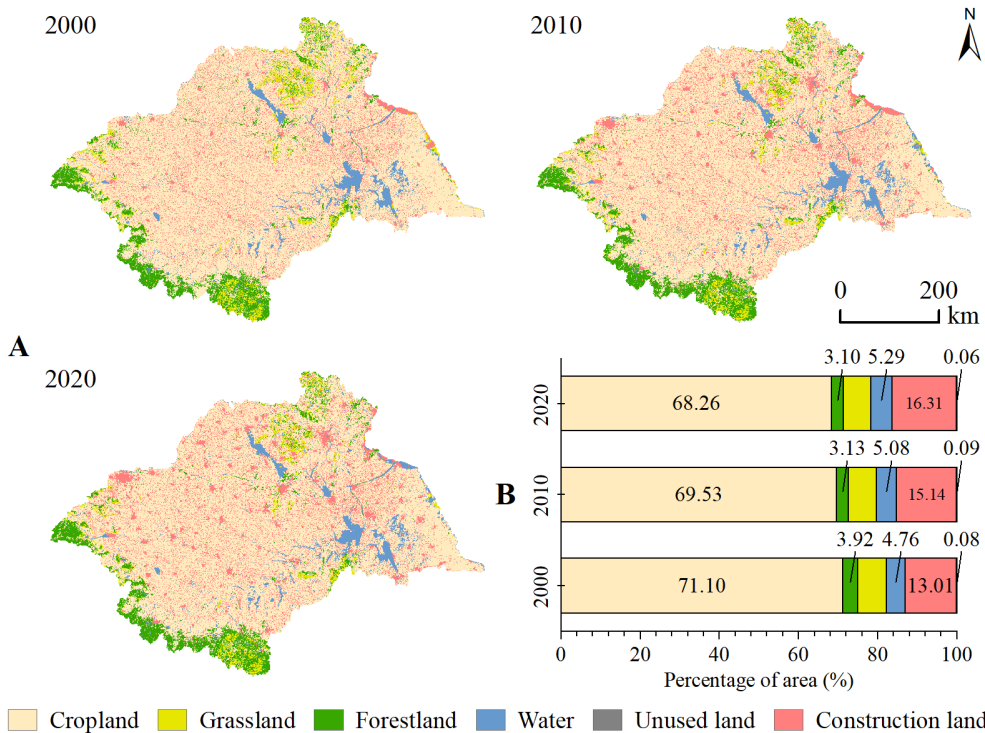 2000
2010
N
0 200
km
A
2020
3.10 5.29 0.06
2020
68.26
16.31
3.13 5.08 0.09
B
2010
69.53
15.14
3.92 4.76 0.08
2000
71.10
13.01
0 20 40 60 80 100
Percentage of area (%)
Cropland Grassland Forestland Water Unused land Construction land